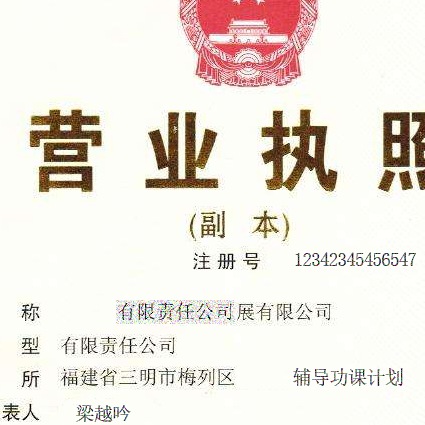 营业执照
(副 本)
注册号 12342345456547
称 有限责任公司展有限公司
型 有限责任公司
所 福建省三明市梅列区 辅导功课计划
表人 梁越吟